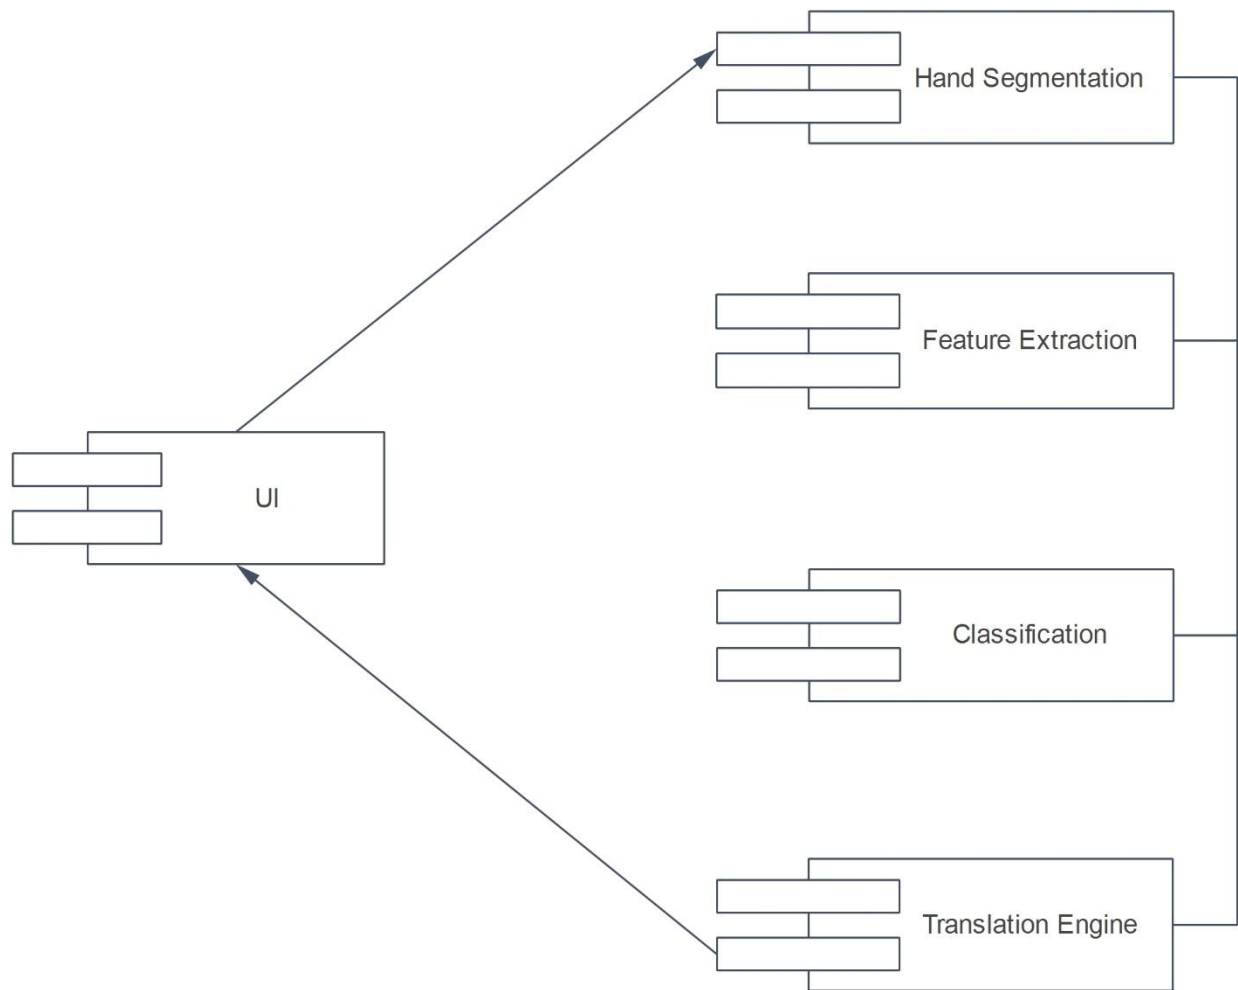 Hand Segmentation
Feature Extraction
UI
Classification
Translation Engine